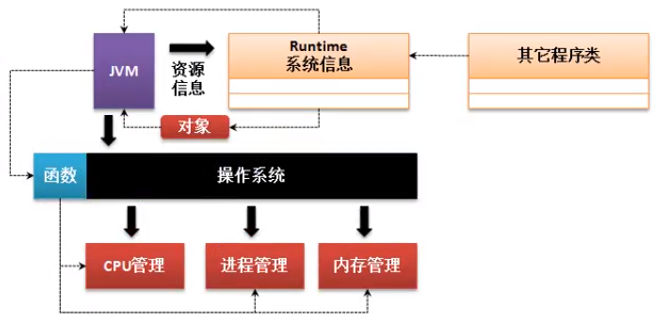 JVM
资源
信息
Runtime
系统信息
其它程序类
对象
函数
操作系统
CPU管理
进程管理
内存管理